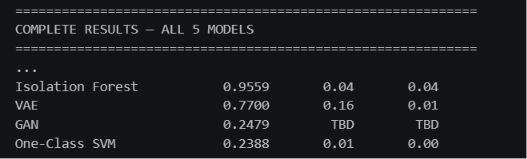 ============================================================
COMPLETE RESULTS — ALL 5 MODELS
============================================================
...
Isolation Forest 0.9559 0.04 0.04
VAE 0.7700 0.16 0.01
GAN 0.2479 TBD TBD
One-Class SVM 0.2388 0.01 0.00